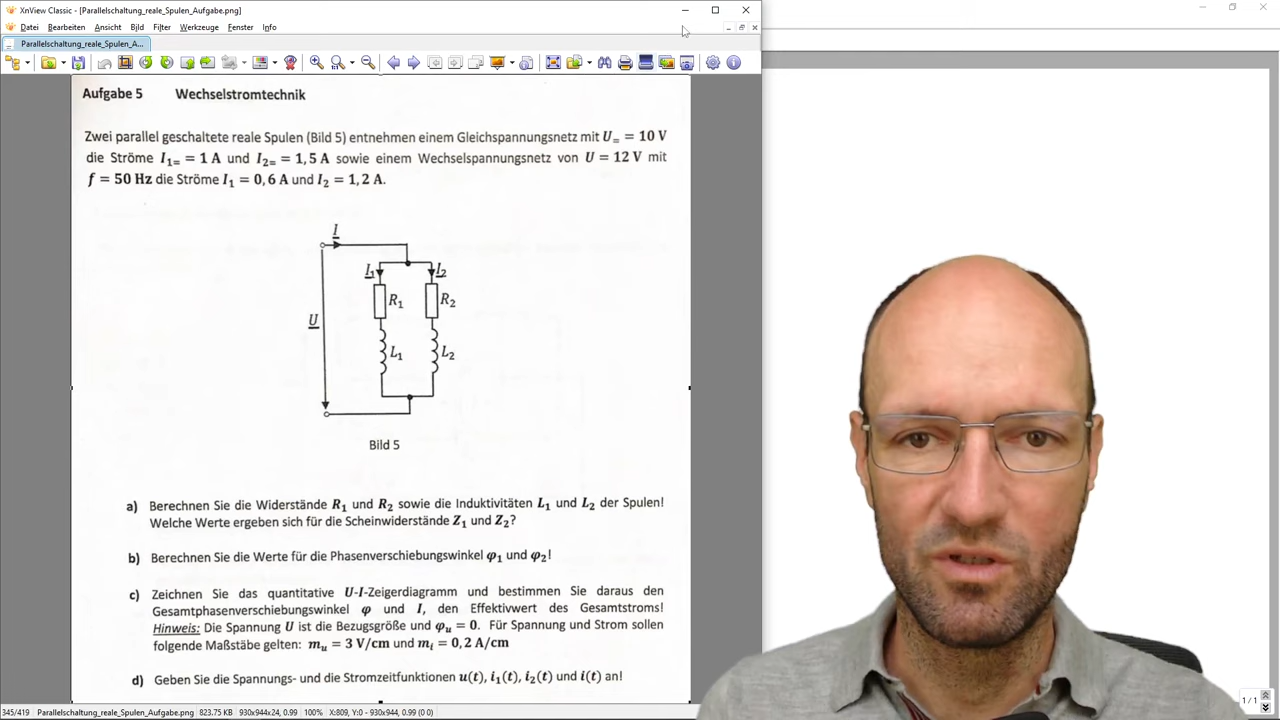 XnView Classic - [Parallelschaltung_reale_Spulen_Aufgabe.png]
Datei Bearbeiten Ansicht Bild Filter Werkzeuge Fenster Info
Parallelschaltung_reale_Spulen_A...
Aufgabe 5 Wechselstromtechnik
Zwei parallel geschaltete reale Spulen (Bild 5) entnehmen einem Gleichspannungsnetz mit U₌ = 10 V
die Ströme I₁₌ = 1 A und I₂₌ = 1,5 A sowie einem Wechselspannungsnetz von U = 12 V mit
f = 50 Hz die Ströme I₁ = 0,6 A und I₂ = 1,2 A.
I
I₁ I₂
R₁ R₂
U
L₁ L₂
Bild 5
a) Berechnen Sie die Widerstände R₁ und R₂ sowie die Induktivitäten L₁ und L₂ der Spulen!
Welche Werte ergeben sich für die Scheinwiderstände Z₁ und Z₂?
b) Berechnen Sie die Werte für die Phasenverschiebungswinkel φ₁ und φ₂!
c) Zeichnen Sie das quantitative U-I-Zeigerdiagramm und bestimmen Sie daraus den
Gesamtphasenverschiebungswinkel φ und I, den Effektivwert des Gesamtstroms!
Hinweis: Die Spannung U ist die Bezugsgröße und φᵤ = 0. Für Spannung und Strom sollen
folgende Maßstäbe gelten: mᵤ = 3 V/cm und mᵢ = 0,2 A/cm
d) Geben Sie die Spannungs- und die Stromzeitfunktionen u(t), i₁(t), i₂(t) und i(t) an!
345/419 Parallelschaltung_reale_Spulen_Aufgabe.png 823.75 KB 930x944x24, 0.99 100% X:809, Y:0 - 930x944, 0.99 (0 0)
1/1